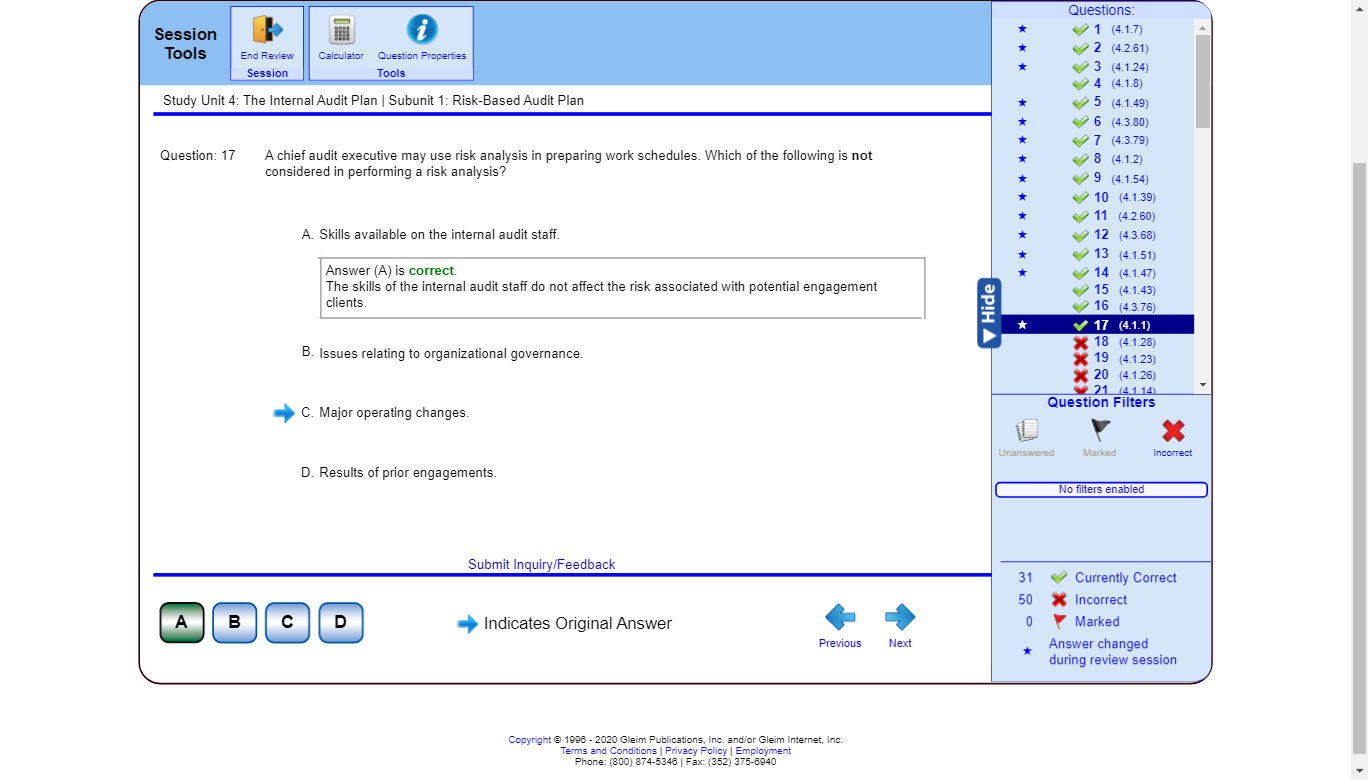 Session
Tools
End Review
Session
Calculator
Question Properties
Tools
Study Unit 4: The Internal Audit Plan | Subunit 1: Risk-Based Audit Plan
Question: 17
A chief audit executive may use risk analysis in preparing work schedules. Which of the following is not
considered in performing a risk analysis?
A. Skills available on the internal audit staff.
Answer (A) is correct.
The skills of the internal audit staff do not affect the risk associated with potential engagement
clients.
B. Issues relating to organizational governance.
C. Major operating changes.
D. Results of prior engagements.
Submit Inquiry/Feedback
A
B
C
D
Indicates Original Answer
Previous
Next
Hide
Questions:
1 (4.1.7)
2 (4.2.61)
3 (4.1.24)
4 (4.1.8)
5 (4.1.49)
6 (4.3.80)
7 (4.3.79)
8 (4.1.2)
9 (4.1.54)
10 (4.1.39)
11 (4.2.60)
12 (4.3.68)
13 (4.1.51)
14 (4.1.47)
15 (4.1.43)
16 (4.3.76)
17 (4.1.1)
18 (4.1.28)
19 (4.1.23)
20 (4.1.26)
21 (4.1.14)
Question Filters
Unanswered
Marked
Incorrect
No filters enabled
31 Currently Correct
50 Incorrect
0 Marked
Answer changed
during review session
Copyright © 1996 - 2020 Gleim Publications, Inc. and/or Gleim Internet, Inc.
Terms and Conditions | Privacy Policy | Employment
Phone: (800) 874-5346 | Fax: (352) 375-6940